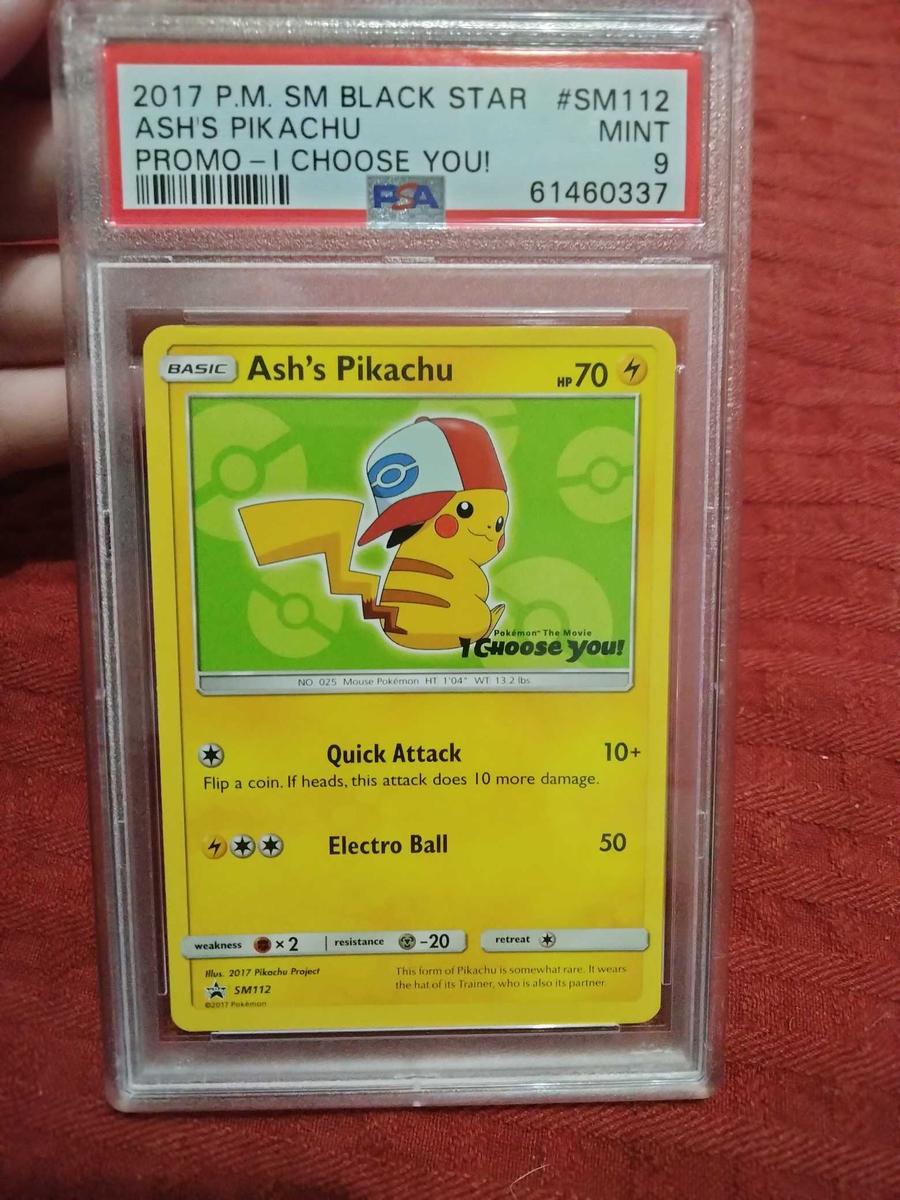 2017 P.M. SM BLACK STAR #SM112
ASH'S PIKACHU MINT
PROMO-I CHOOSE YOU! 9
PSA 61460337
BASIC Ash's Pikachu HP 70
Pokémon™ The Movie
I Choose You!
NO. 025 Mouse Pokémon HT 1'04" WT 13.2 lbs.
Quick Attack 10+
Flip a coin. If heads, this attack does 10 more damage.
Electro Ball 50
weakness ×2 resistance -20 retreat
Illus. 2017 Pikachu Project
SM112
©2017 Pokémon
This form of Pikachu is somewhat rare. It wears
the hat of its Trainer, who is also its partner.